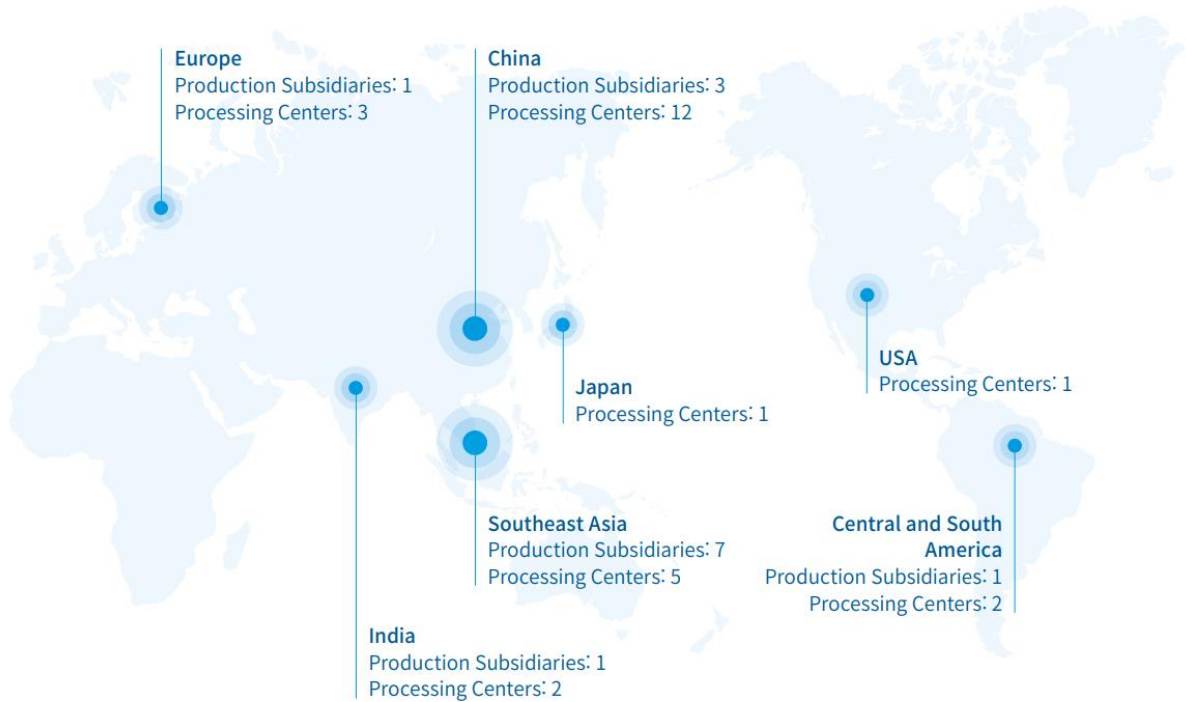 Europe
Production Subsidiaries: 1
Processing Centers: 3
China
Production Subsidiaries: 3
Processing Centers: 12
Japan
Processing Centers: 1
USA
Processing Centers: 1
Southeast Asia
Production Subsidiaries: 7
Processing Centers: 5
Central and South
America
Production Subsidiaries: 1
Processing Centers: 2
India
Production Subsidiaries: 1
Processing Centers: 2